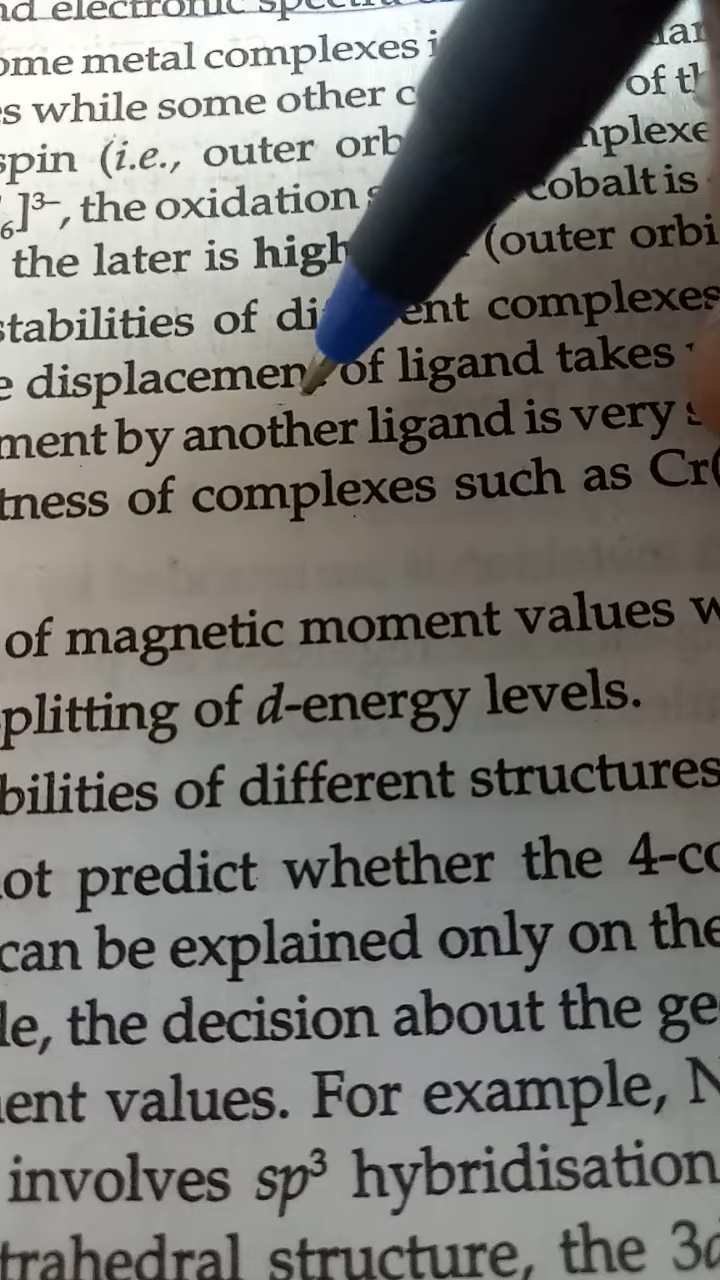 nd electronic
ome metal complexes i
s while some other c of th
spin (i.e., outer orb mplexe
6]3–, the oxidation cobalt is
the later is high (outer orbi
stabilities of di ent complexes
e displacemen of ligand takes
ment by another ligand is very s
tness of complexes such as Cr(
of magnetic moment values w
plitting of d-energy levels.
bilities of different structures
ot predict whether the 4-co
can be explained only on the
le, the decision about the ge
ent values. For example, N
involves sp3 hybridisation
trahedral structure, the 3d